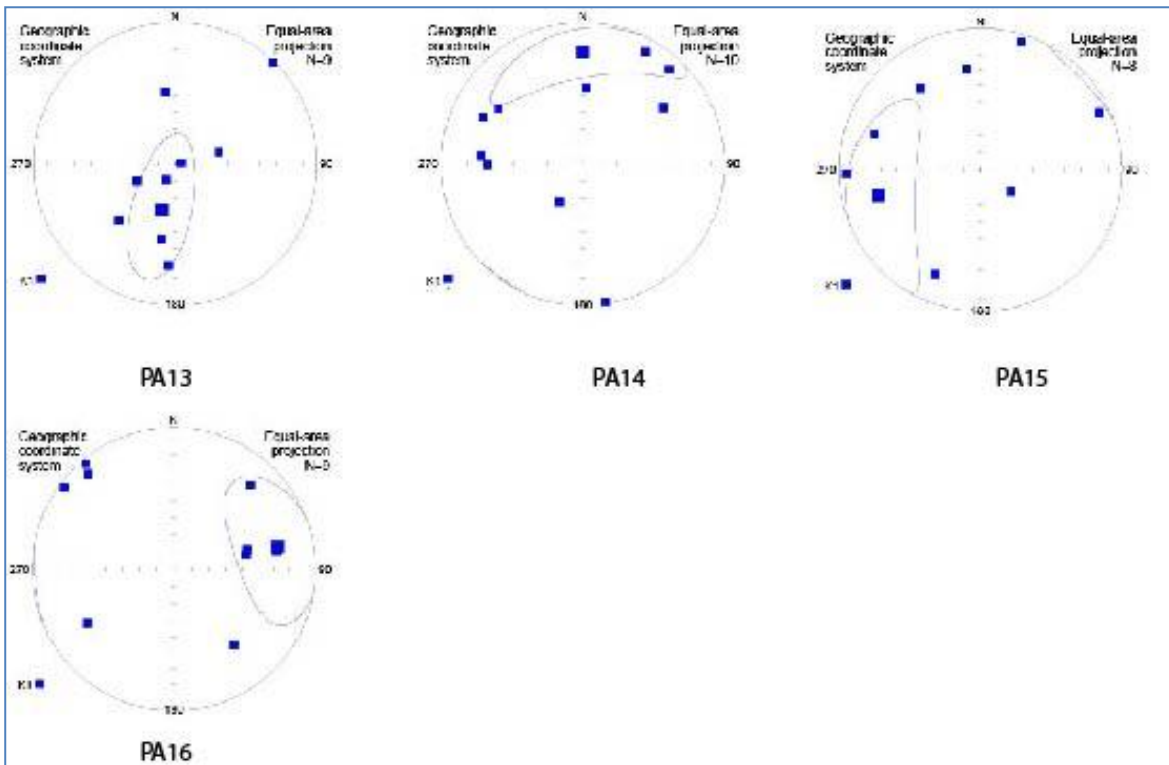 N
Geographic
coordinate
system
Equal-area
projection
N=9
270
90
K1
180
PA13
N
Geographic
coordinate
system
Equal-area
projection
N=10
270
90
K1
180
PA14
N
Geographic
coordinate
system
Equal-area
projection
N=8
270
90
K1
180
PA15
N
Geographic
coordinate
system
Equal-area
projection
N=9
270
90
K1
180
PA16